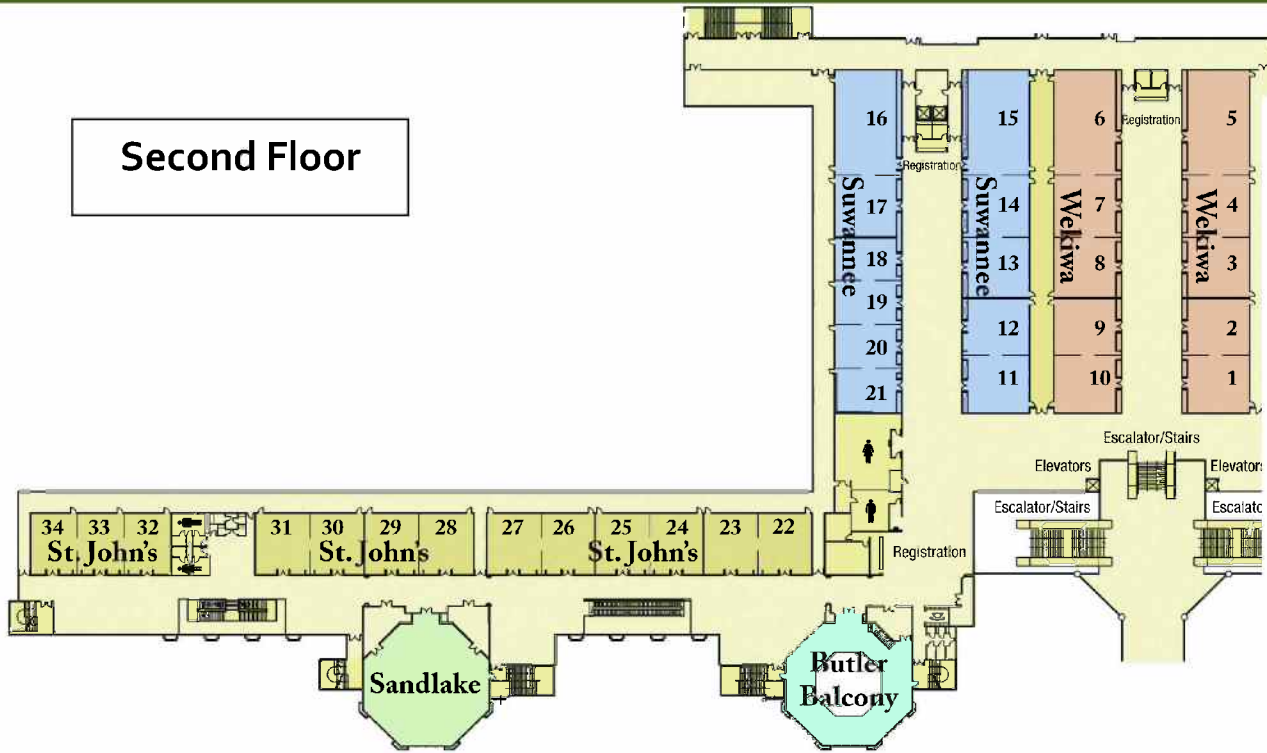 Second Floor
16
15
6
5
Registration
Registration
17
14
7
4
Suwannee
Suwannee
Wekiwa
Wekiwa
18
13
8
3
19
12
9
2
20
21
11
10
1
Escalator/Stairs
Elevators
Elevators
Escalator/Stairs
Escalatc
34 33 32
St. John's
31 30 29 28
St. John's
27 26 25 24 23 22
St. John's
Registration
Sandlake
Butler
Balcony